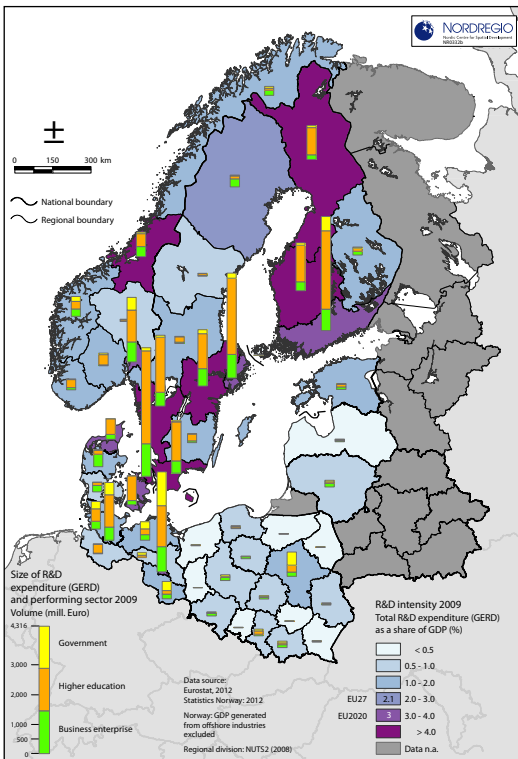 NORDREGIO
Nordic Centre for Spatial Development
NR0332b
±
0 150 300 km
National boundary
Regional boundary
Size of R&D
expenditure (GERD)
and performing sector 2009
Volume (mill. Euro)
4,316
3,000
2,000
1,000
500
0
Government
Higher education
Business enterprise
Data source:
Eurostat, 2012
Statistics Norway: 2012
Norway: GDP generated
from offshore industries
excluded
Regional division: NUTS2 (2008)
R&D intensity 2009
Total R&D expenditure (GERD)
as a share of GDP (%)
< 0.5
0.5 - 1.0
1.0 - 2.0
EU27 2.1 2.0 - 3.0
EU2020 3 3.0 - 4.0
> 4.0
Data n.a.